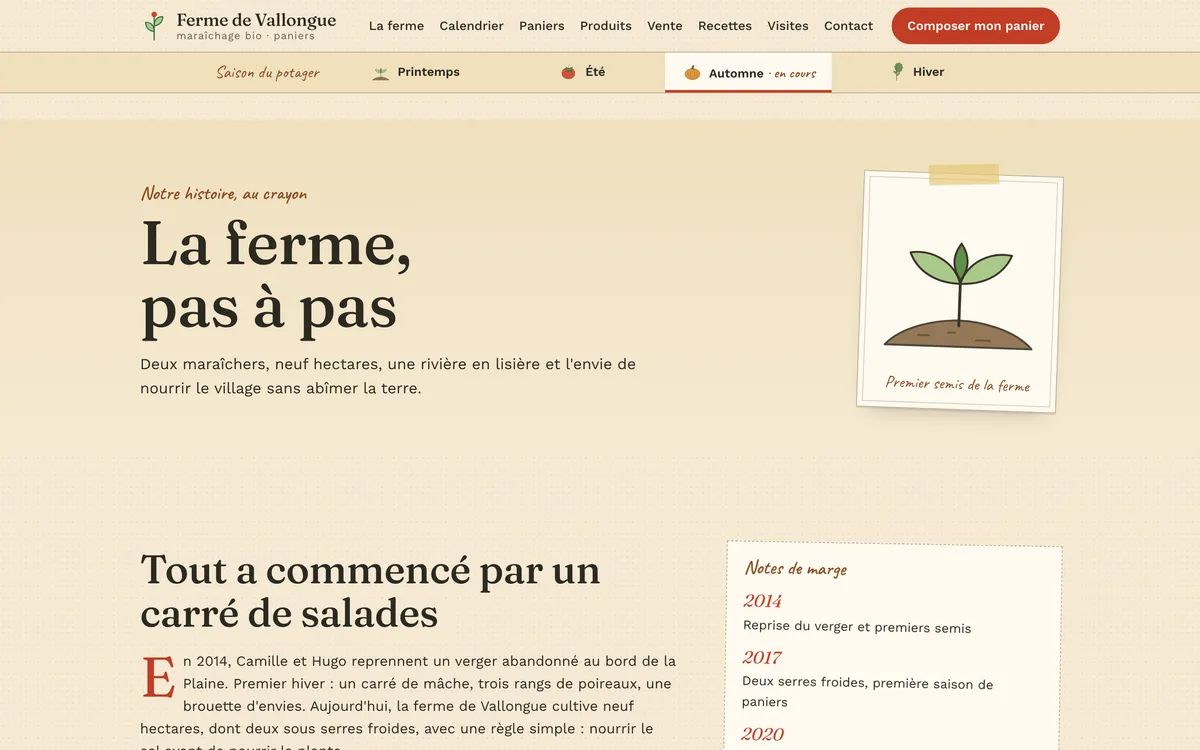 Ferme de Vallongue
maraîchage bio · paniers
La ferme
Calendrier
Paniers
Produits
Vente
Recettes
Visites
Contact
Composer mon panier
Saison du potager
Printemps
Été
Automne · en cours
Hiver
Notre histoire, au crayon
La ferme,
pas à pas
Deux maraîchers, neuf hectares, une rivière en lisière et l'envie de
nourrir le village sans abîmer la terre.
Premier semis de la ferme
Tout a commencé par un
carré de salades
En 2014, Camille et Hugo reprennent un verger abandonné au bord de la
Plaine. Premier hiver : un carré de mâche, trois rangs de poireaux, une
brouette d'envies. Aujourd'hui, la ferme de Vallongue cultive neuf
hectares, dont deux sous serres froides, avec une règle simple : nourrir le
sol avant de nourrir la plante.
Notes de marge
2014
Reprise du verger et premiers semis
2017
Deux serres froides, première saison de
paniers
2020